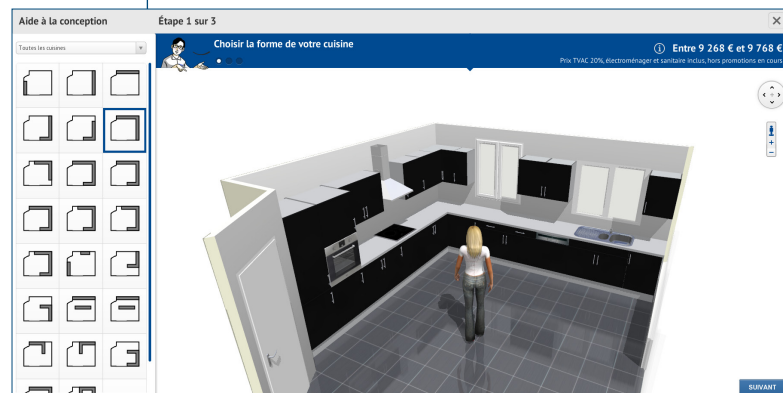 Aide à la conception
Étape 1 sur 3
Toutes les cuisines
Choisir la forme de votre cuisine
Entre 9 268 € et 9 768 €
Prix TVAC 20%, électroménager et sanitaire inclus, hors promotions en cours
SUIVANT